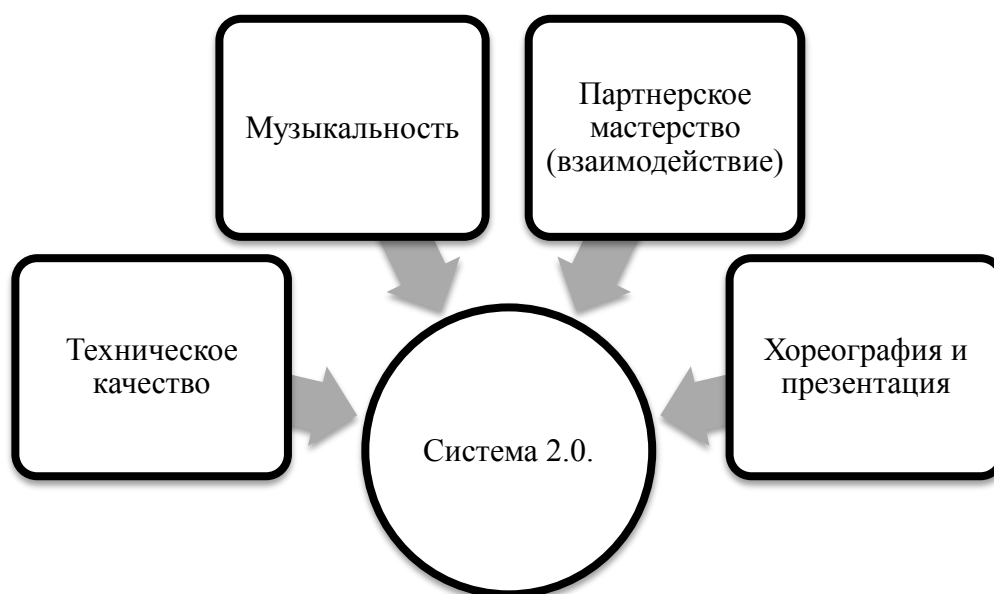 Музыкальность
Партнерское
мастерство
(взаимодействие)
Техническое
качество
Хореография и
презентация
Система 2.0.